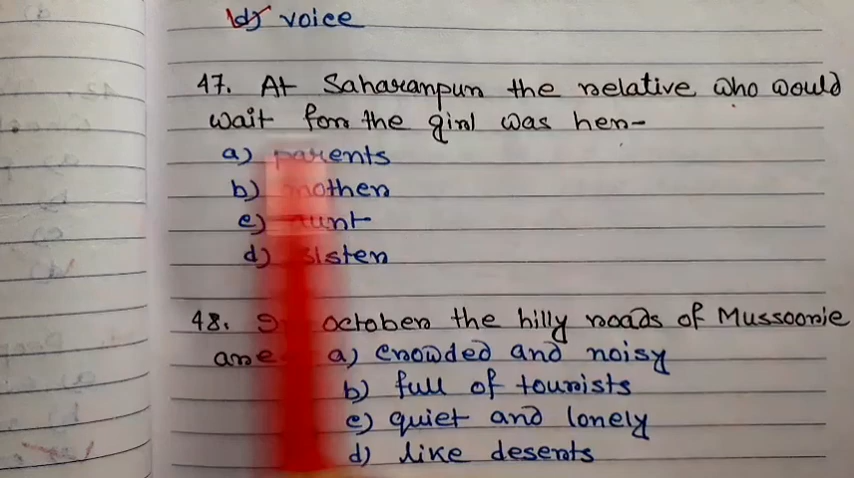 d) voice
47. At Saharanpur the relative who would
wait for the girl was her-
a) parents
b) mother
c) aunt
d) sister
48. In october the hilly roads of Mussoorie
are a) crowded and noisy
b) full of tourists
c) quiet and lonely
d) like deserts